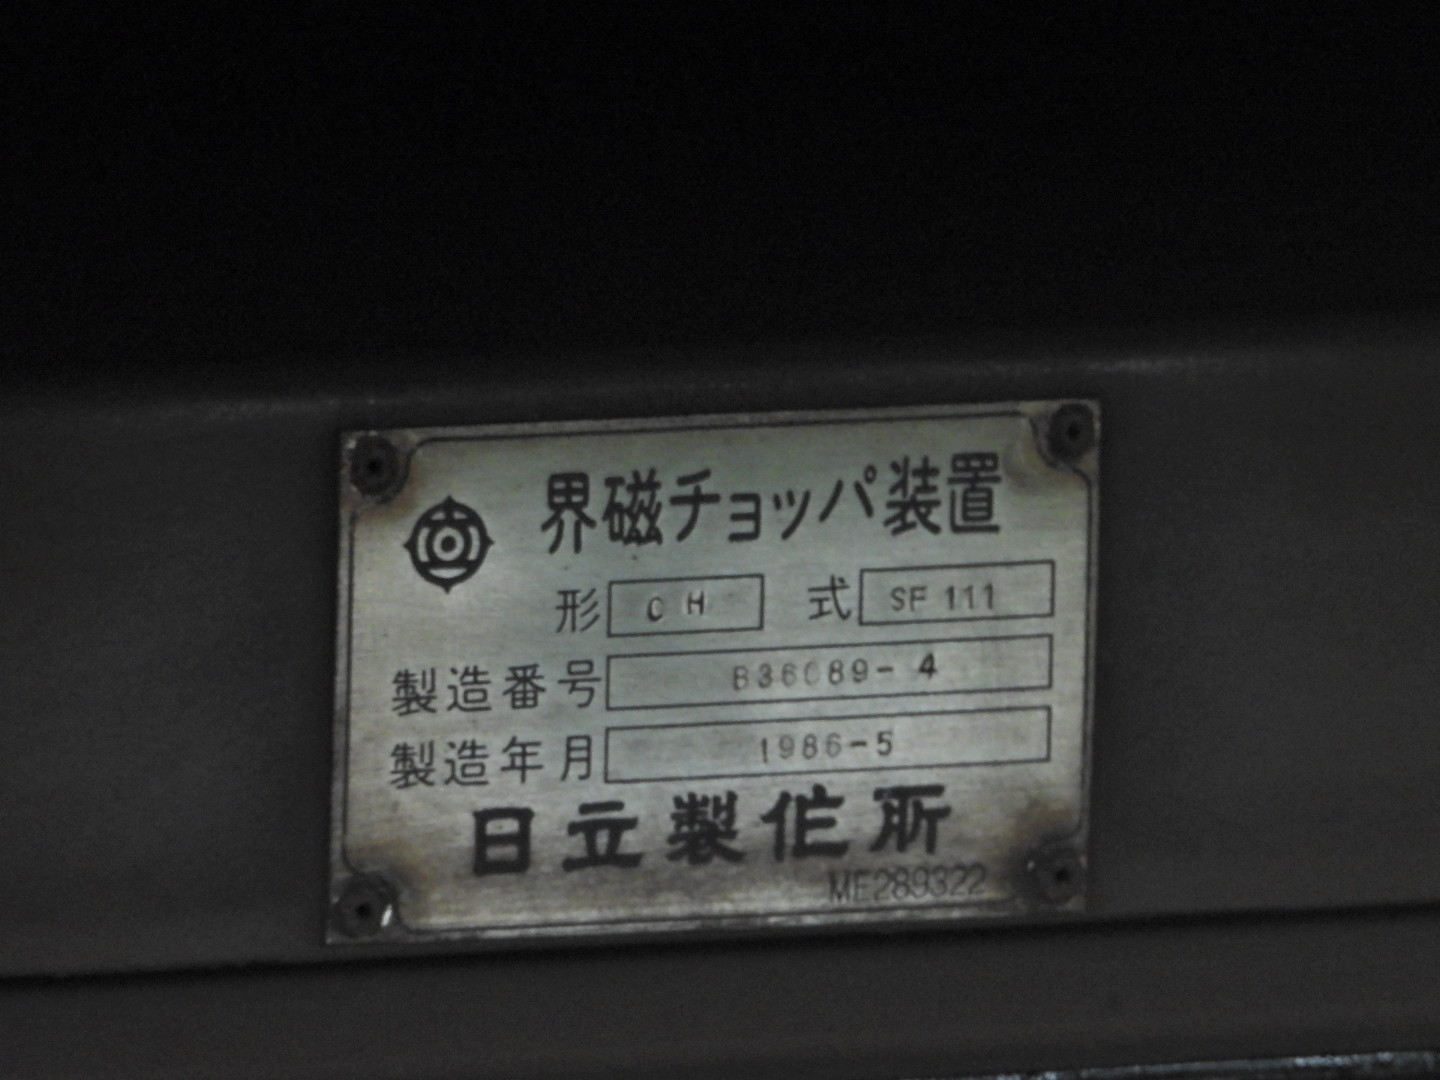 界磁チョッパ装置
形 CH 式 SF 111
製造番号 B36089-4
製造年月 1986-5
日立製作所
ME289322